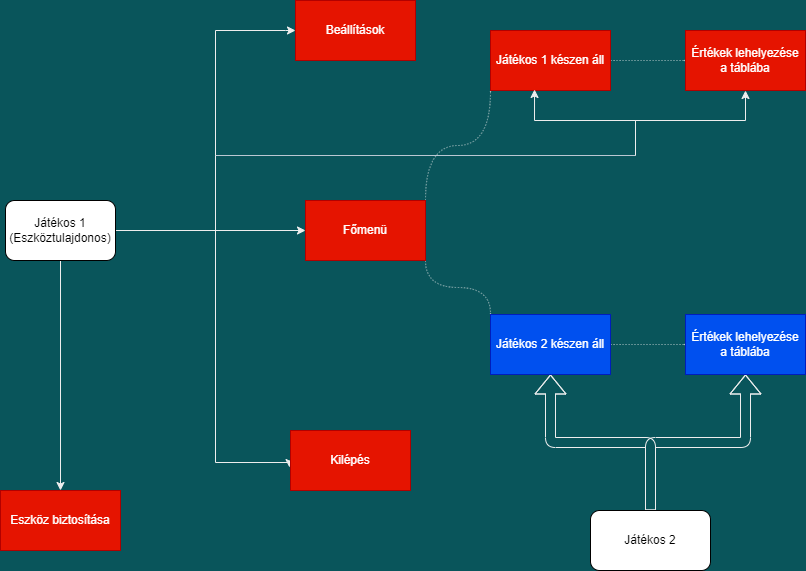 Beállítások
Játékos 1 készen áll
Értékek lehelyezése
a táblába
Játékos 1
(Eszköztulajdonos)
Főmenü
Játékos 2 készen áll
Értékek lehelyezése
a táblába
Kilépés
Eszköz biztosítása
Játékos 2